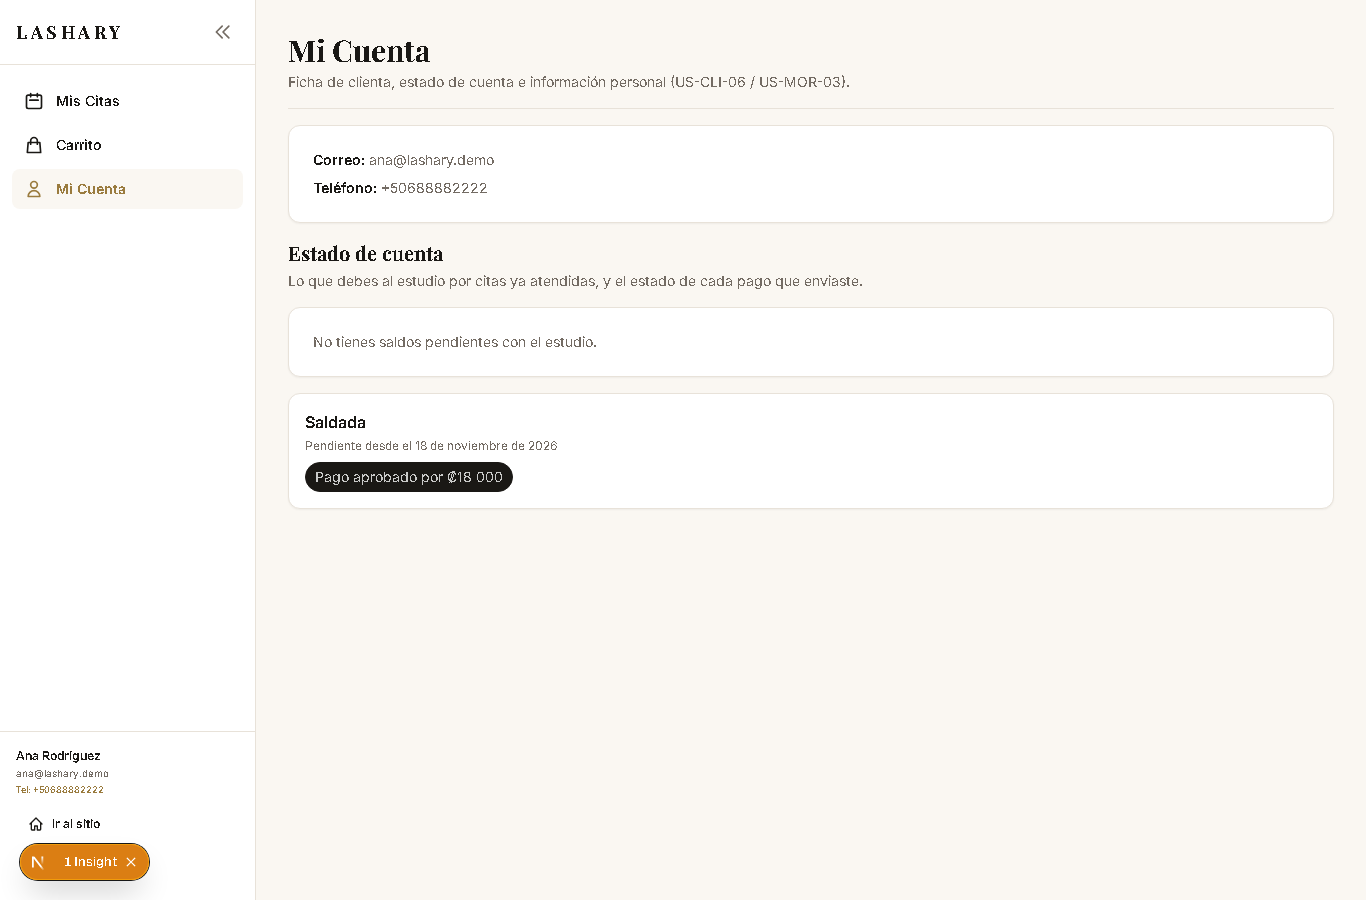 LASHARY
Mis Citas
Carrito
Mi Cuenta
Ana Rodríguez
ana@lashary.demo
Tel: +50688882222
Ir al sitio
1 Insight
Mi Cuenta
Ficha de clienta, estado de cuenta e información personal (US-CLI-06 / US-MOR-03).
Correo: ana@lashary.demo
Teléfono: +50688882222
Estado de cuenta
Lo que debes al estudio por citas ya atendidas, y el estado de cada pago que enviaste.
No tienes saldos pendientes con el estudio.
Saldada
Pendiente desde el 18 de noviembre de 2026
Pago aprobado por ₡18 000